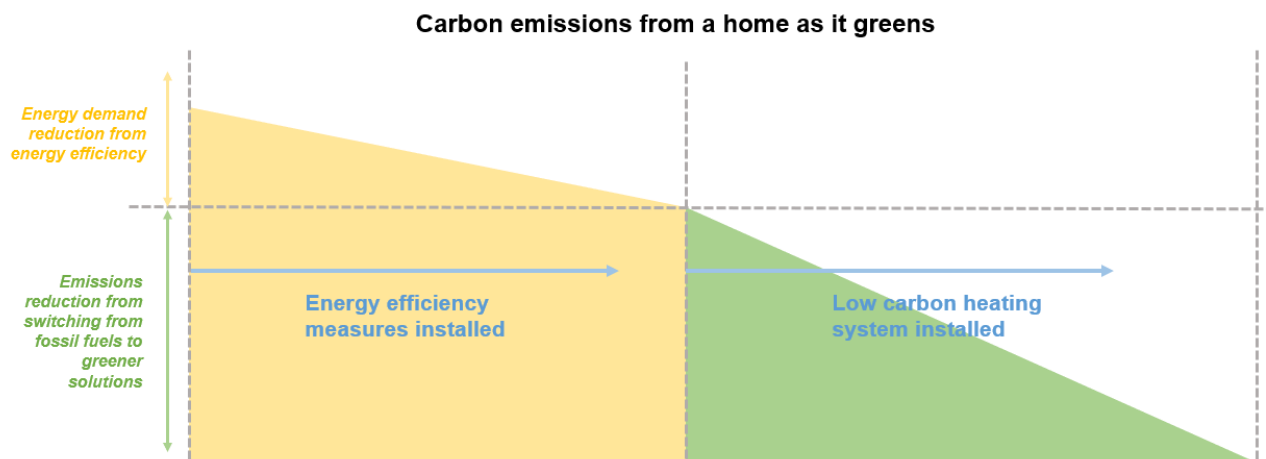 Carbon emissions from a home as it greens
Energy demand
reduction from
energy efficiency
Emissions
reduction from
switching from
fossil fuels to
greener
solutions
Energy efficiency
measures installed
Low carbon heating
system installed